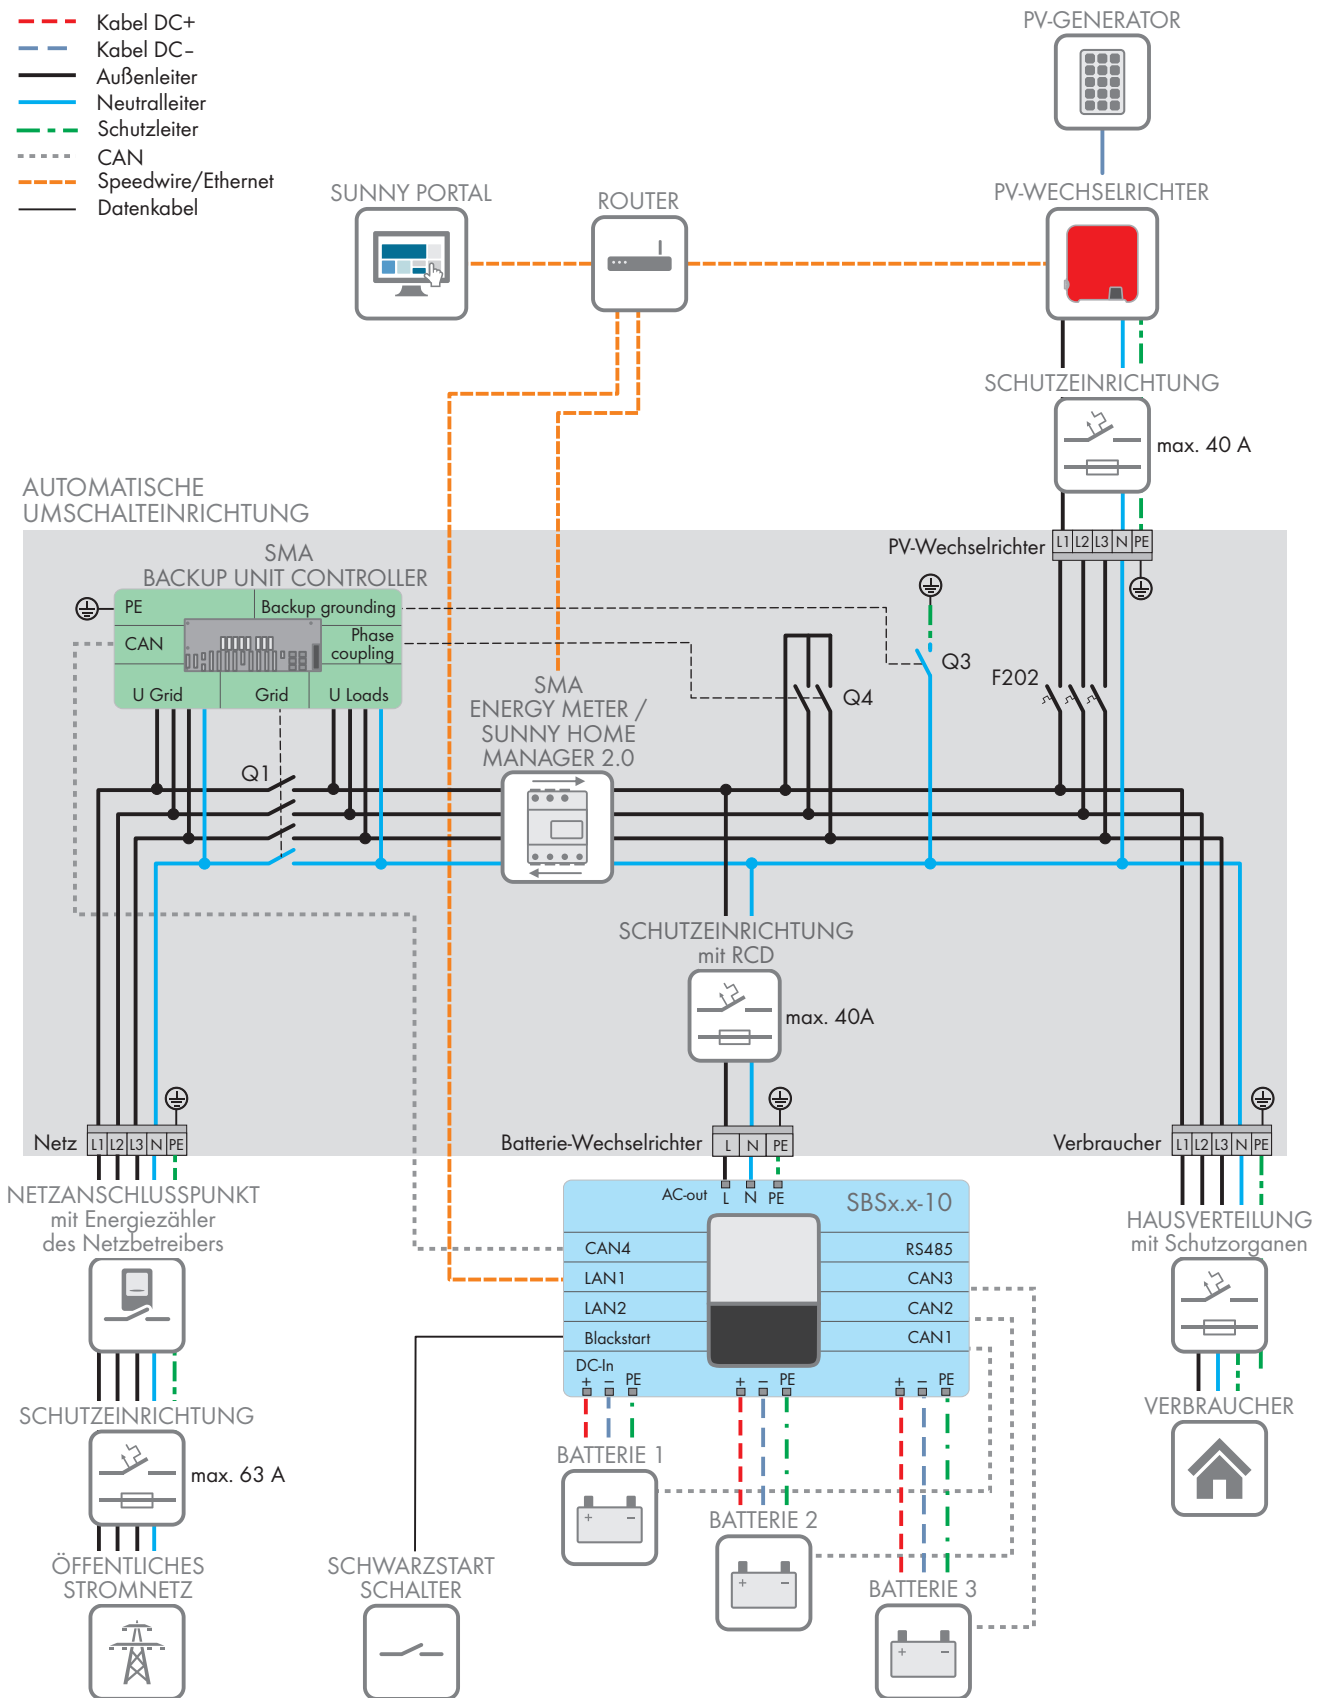 Kabel DC+
Kabel DC–
Außenleiter
Neutralleiter
Schutzleiter
CAN
Speedwire/Ethernet
Datenkabel
PV-GENERATOR
SUNNY PORTAL
ROUTER
PV-WECHSELRICHTER
SCHUTZEINRICHTUNG
max. 40 A
AUTOMATISCHE
UMSCHALTEINRICHTUNG
PV-Wechselrichter
L1 L2 L3 N PE
SMA
BACKUP UNIT CONTROLLER
PE
Backup grounding
CAN
Phase
coupling
U Grid
Grid
U Loads
Q1
SMA
ENERGY METER /
SUNNY HOME
MANAGER 2.0
Q4
Q3
F202
SCHUTZEINRICHTUNG
mit RCD
max. 40A
Netz
L1 L2 L3 N PE
Batterie-Wechselrichter
L N PE
Verbraucher
L1 L2 L3 N PE
NETZANSCHLUSSPUNKT
mit Energiezähler
des Netzbetreibers
AC-out
L N PE
SBSx.x-10
CAN4
LAN1
LAN2
Blackstart
RS485
CAN3
CAN2
CAN1
DC-In
+ – PE
+ – PE
+ – PE
HAUSVERTEILUNG
mit Schutzorganen
VERBRAUCHER
SCHUTZEINRICHTUNG
max. 63 A
BATTERIE 1
+ –
BATTERIE 2
+ –
BATTERIE 3
+ –
ÖFFENTLICHES
STROMNETZ
SCHWARZSTART
SCHALTER